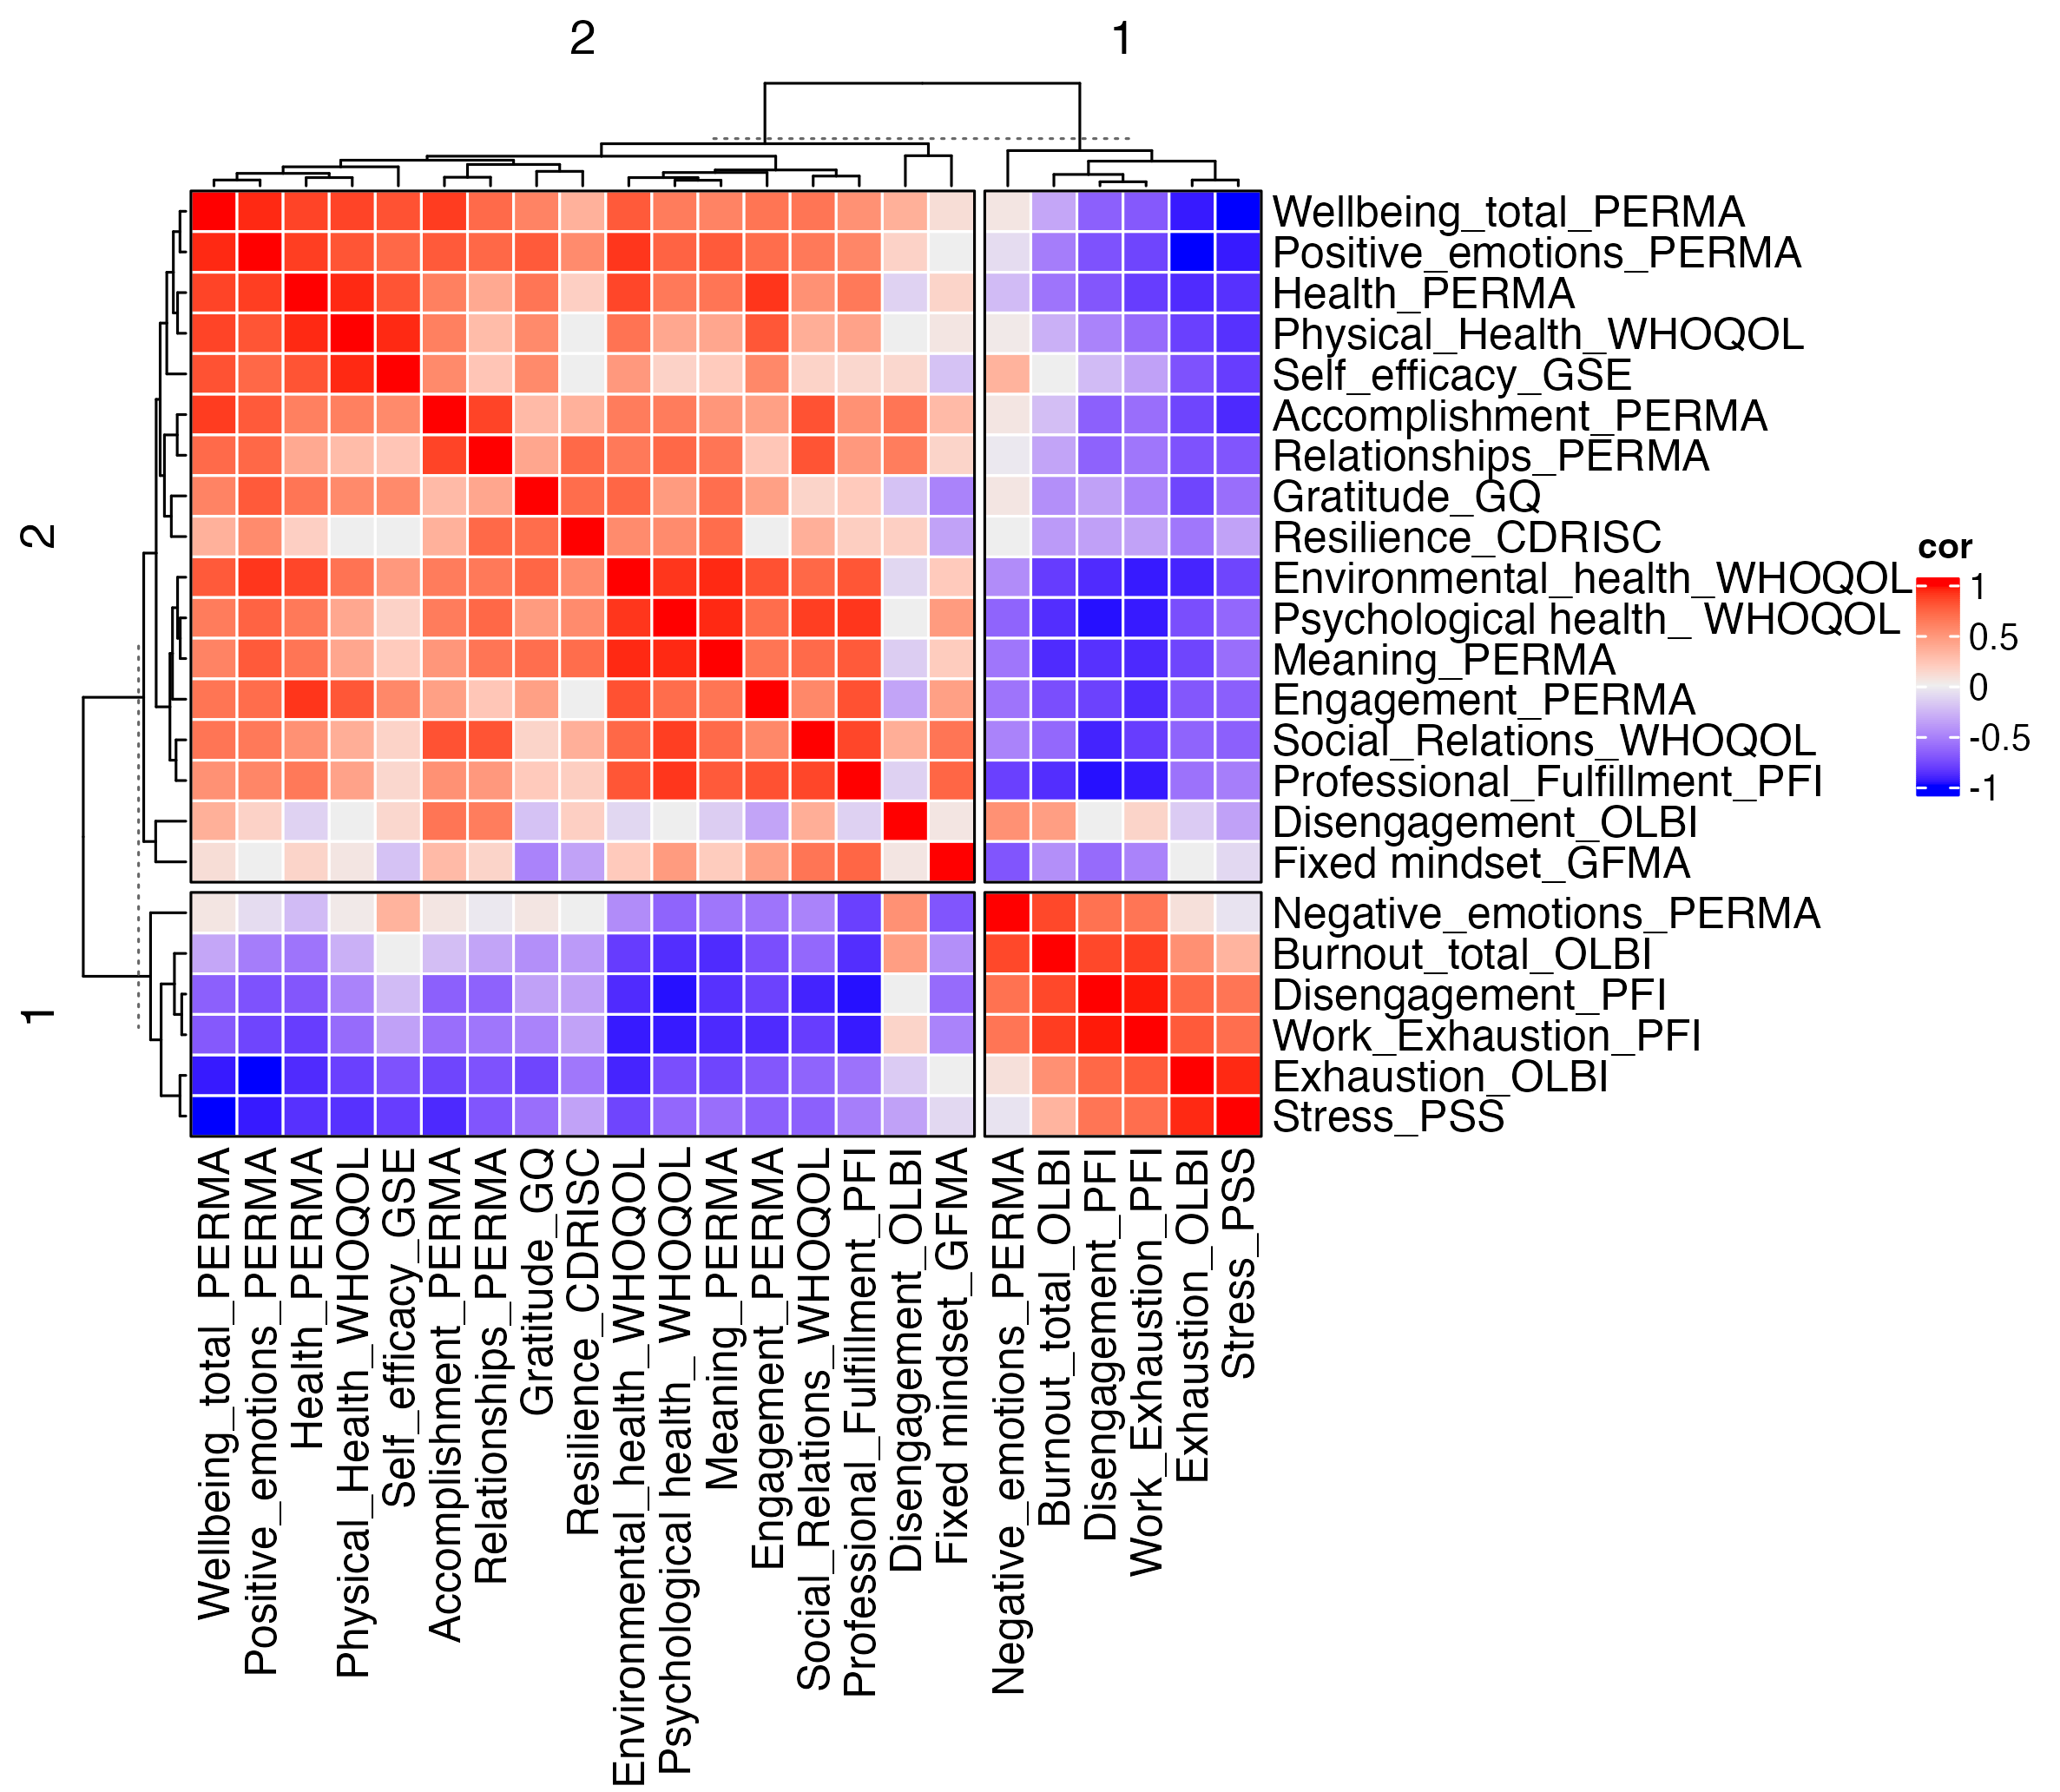 2
1
2
1
Wellbeing_total_PERMA
Positive_emotions_PERMA
Health_PERMA
Physical_Health_WHOQOL
Self_efficacy_GSE
Accomplishment_PERMA
Relationships_PERMA
Gratitude_GQ
Resilience_CDRISC
Environmental_health_WHOQOL
Psychological health_ WHOQOL
Meaning_PERMA
Engagement_PERMA
Social_Relations_WHOQOL
Professional_Fulfillment_PFI
Disengagement_OLBI
Fixed mindset_GFMA
Negative_emotions_PERMA
Burnout_total_OLBI
Disengagement_PFI
Work_Exhaustion_PFI
Exhaustion_OLBI
Stress_PSS
cor
1
0.5
0
-0.5
-1
Wellbeing_total_PERMA
Positive_emotions_PERMA
Health_PERMA
Physical_Health_WHOQOL
Self_efficacy_GSE
Accomplishment_PERMA
Relationships_PERMA
Gratitude_GQ
Resilience_CDRISC
Environmental_health_WHOQOL
Psychological health_ WHOQOL
Meaning_PERMA
Engagement_PERMA
Social_Relations_WHOQOL
Professional_Fulfillment_PFI
Disengagement_OLBI
Fixed mindset_GFMA
Negative_emotions_PERMA
Burnout_total_OLBI
Disengagement_PFI
Work_Exhaustion_PFI
Exhaustion_OLBI
Stress_PSS